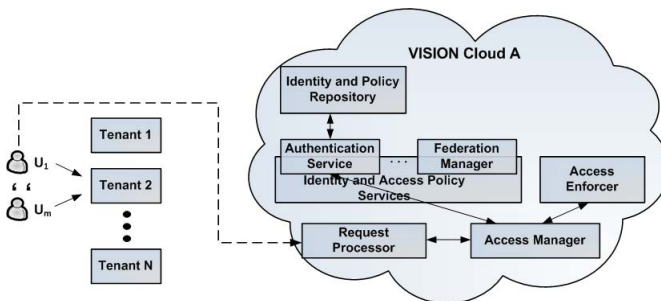 VISION Cloud A
Identity and Policy
Repository
Tenant 1
Authentication
Service
. . .
Federation
Manager
U1
Tenant 2
Identity and Access Policy
Services
Access
Enforcer
Um
Request
Processor
Access Manager
Tenant N